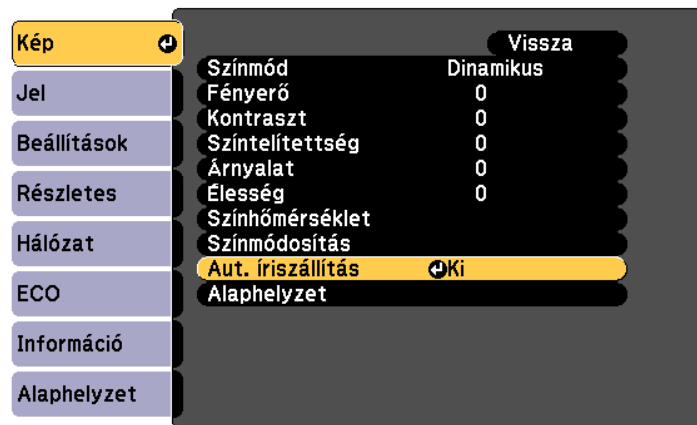 Kép
Jel
Beállítások
Részletes
Hálózat
ECO
Információ
Alaphelyzet
Vissza
Színmód Dinamikus
Fényerő 0
Kontraszt 0
Színtelítettség 0
Árnyalat 0
Élesség 0
Színhőmérséklet
Színmódosítás
Aut. íriszállítás Ki
Alaphelyzet